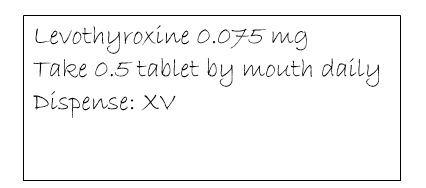 Levothyroxine 0.075 mg
Take 0.5 tablet by mouth daily
Dispense: XV